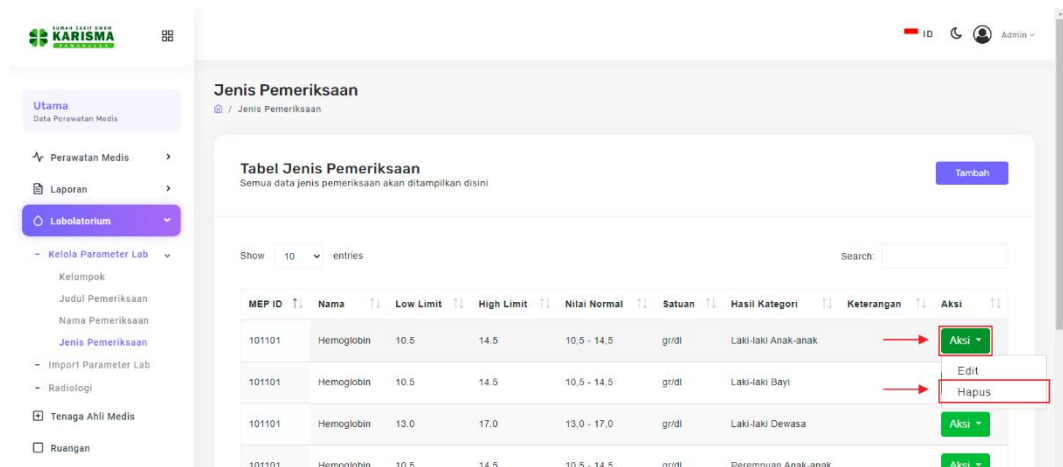 RUMAH SAKIT UMUM
KARISMA
ID
Admin
Utama
Data Perawatan Medis
Perawatan Medis
Laporan
Labolatorium
- Kelola Parameter Lab
Kelompok
Judul Pemeriksaan
Nama Pemeriksaan
Jenis Pemeriksaan
- Import Parameter Lab
- Radiologi
Tenaga Ahli Medis
Ruangan
Jenis Pemeriksaan
/ Jenis Pemeriksaan
Tabel Jenis Pemeriksaan
Semua data jenis pemeriksaan akan ditampilkan disini
Tambah
Show 10 entries
Search:
MEP ID Nama Low Limit High Limit Nilai Normal Satuan Hasil Kategori Keterangan Aksi
101101 Hemoglobin 10.5 14.5 10,5 - 14,5 gr/dl Laki-laki Anak-anak Aksi
Edit
101101 Hemoglobin 10.5 14.5 10,5 - 14,5 gr/dl Laki-laki Bayi
Hapus
101101 Hemoglobin 13.0 17.0 13,0 - 17,0 gr/dl Laki-laki Dewasa Aksi
101101 Hemoglobin 10.5 14.5 10,5 - 14,5 gr/dl Perempuan Anak-anak Aksi